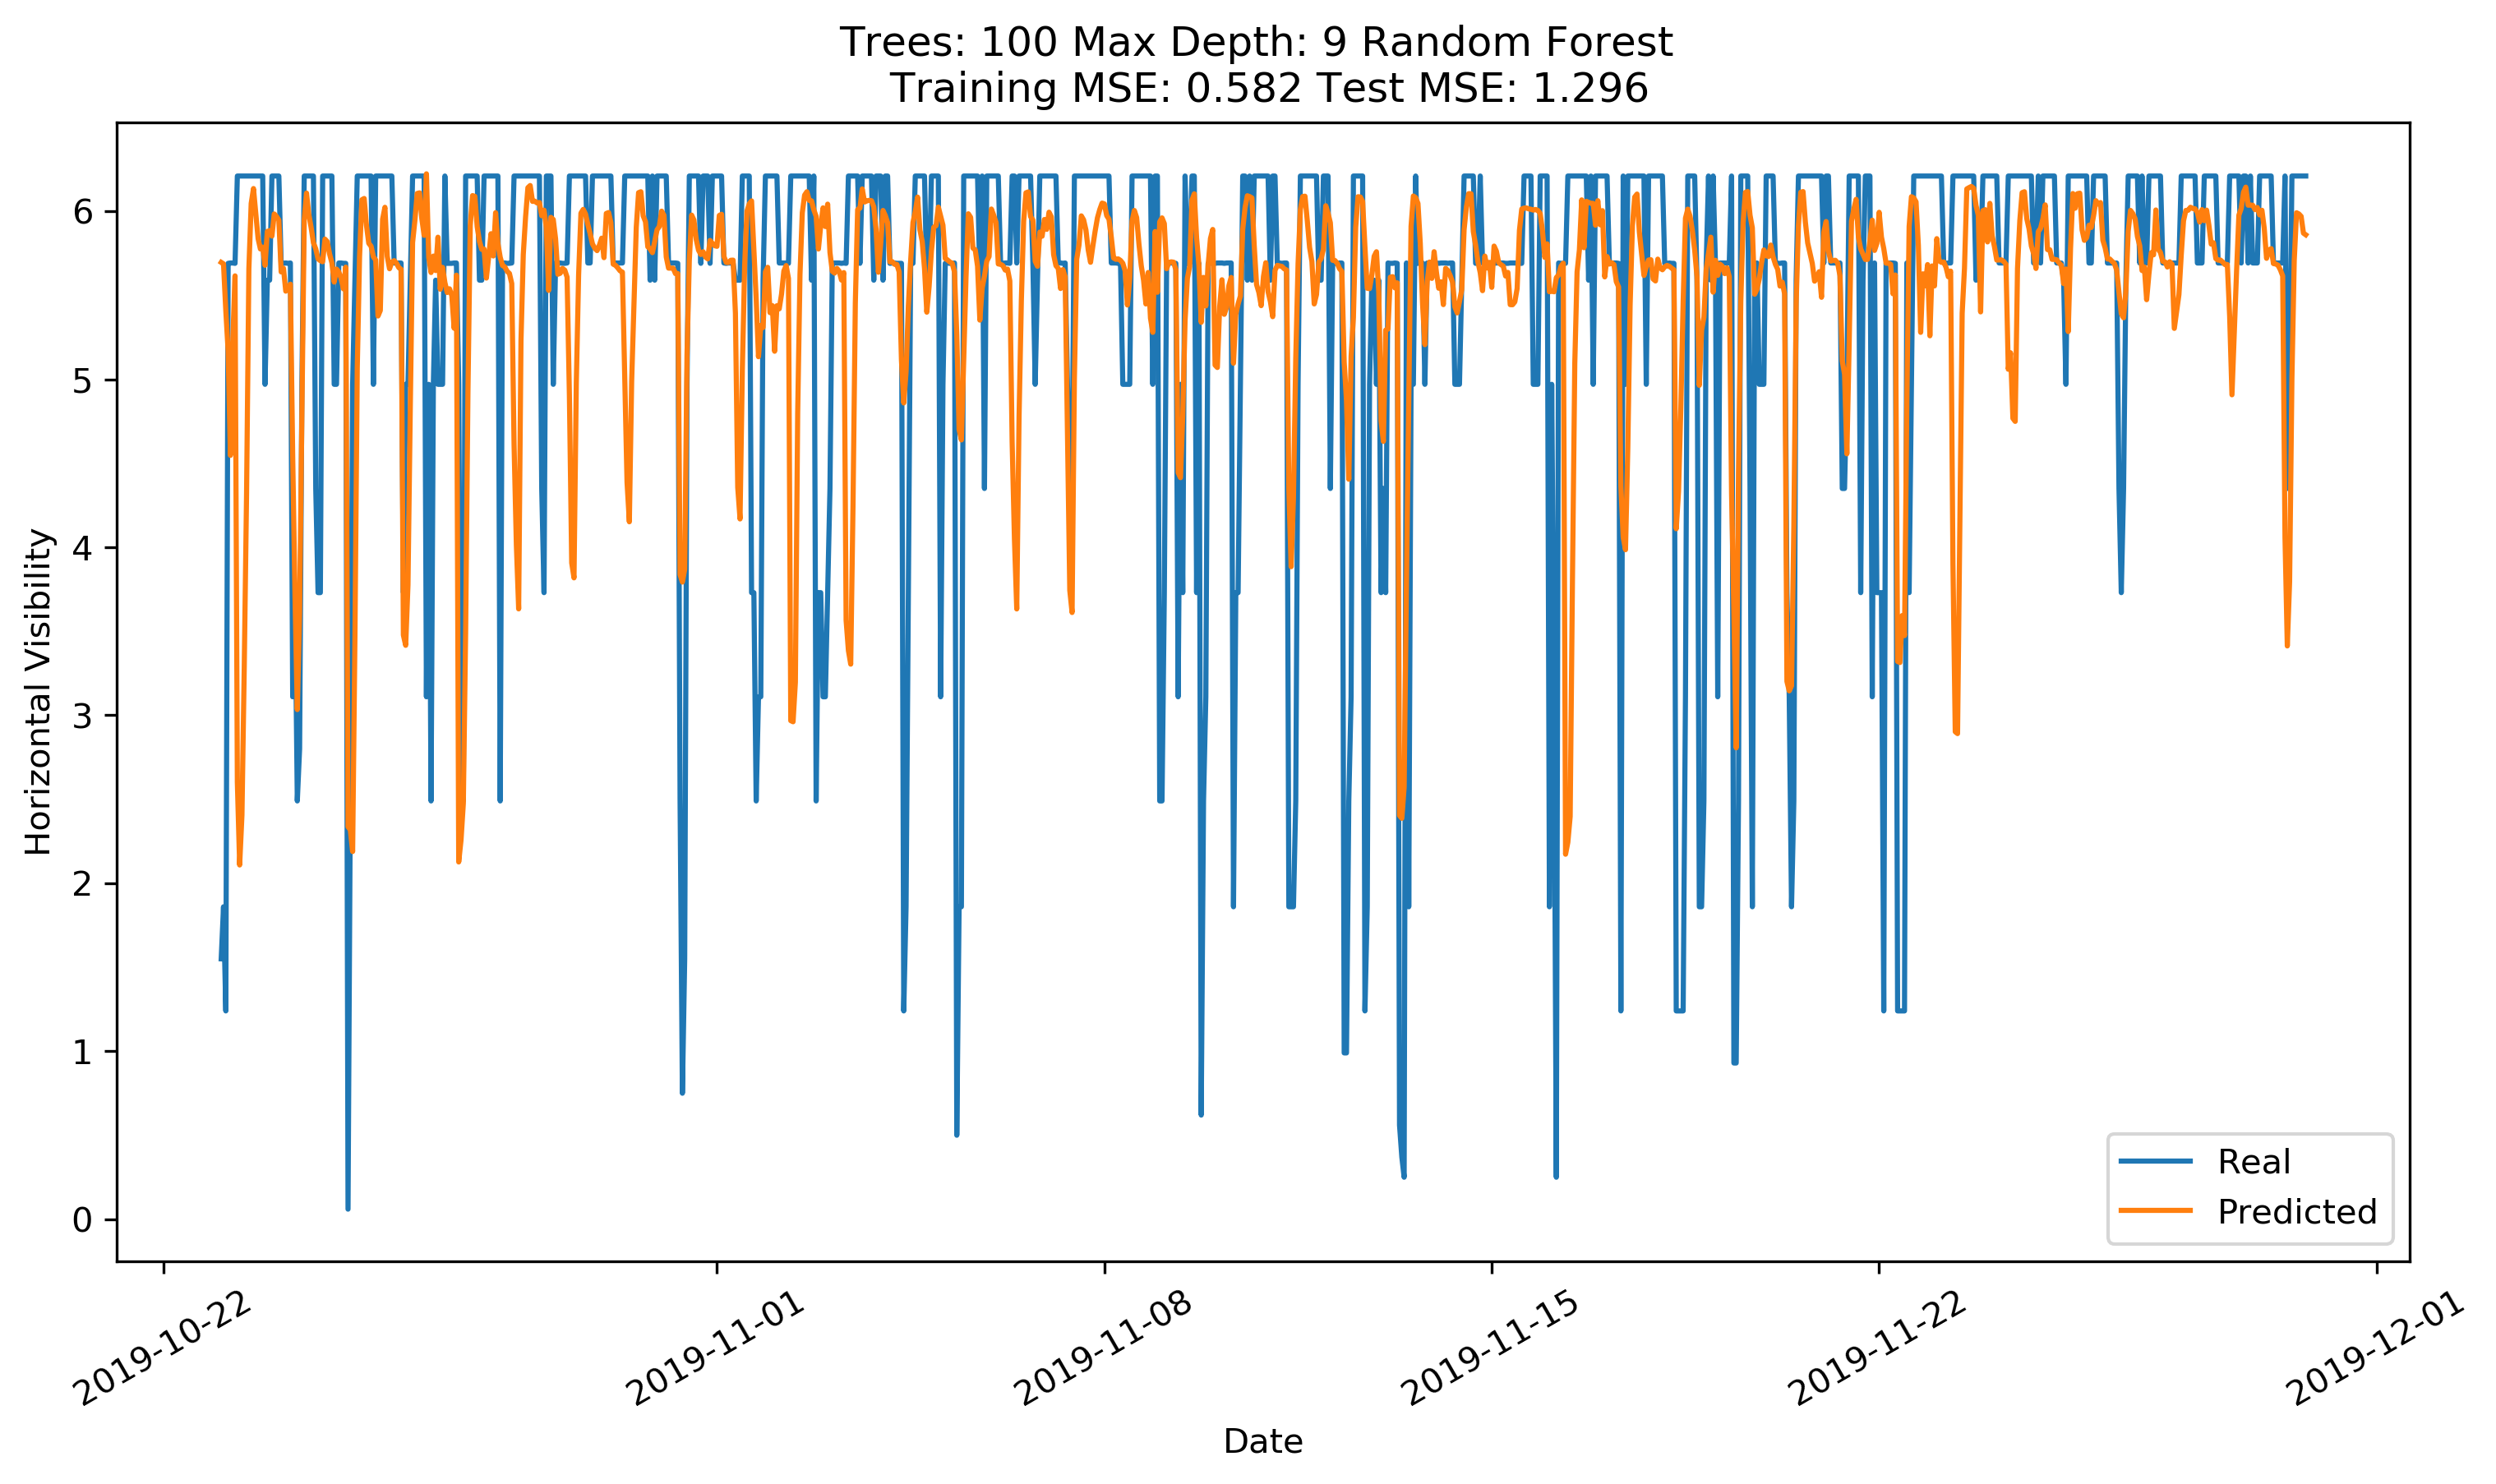 Trees: 100 Max Depth: 9 Random Forest
Training MSE: 0.582 Test MSE: 1.296
Horizontal Visibility
6
5
4
3
2
1
0
Real
Predicted
2019-10-22
2019-11-01
2019-11-08
2019-11-15
2019-11-22
2019-12-01
Date